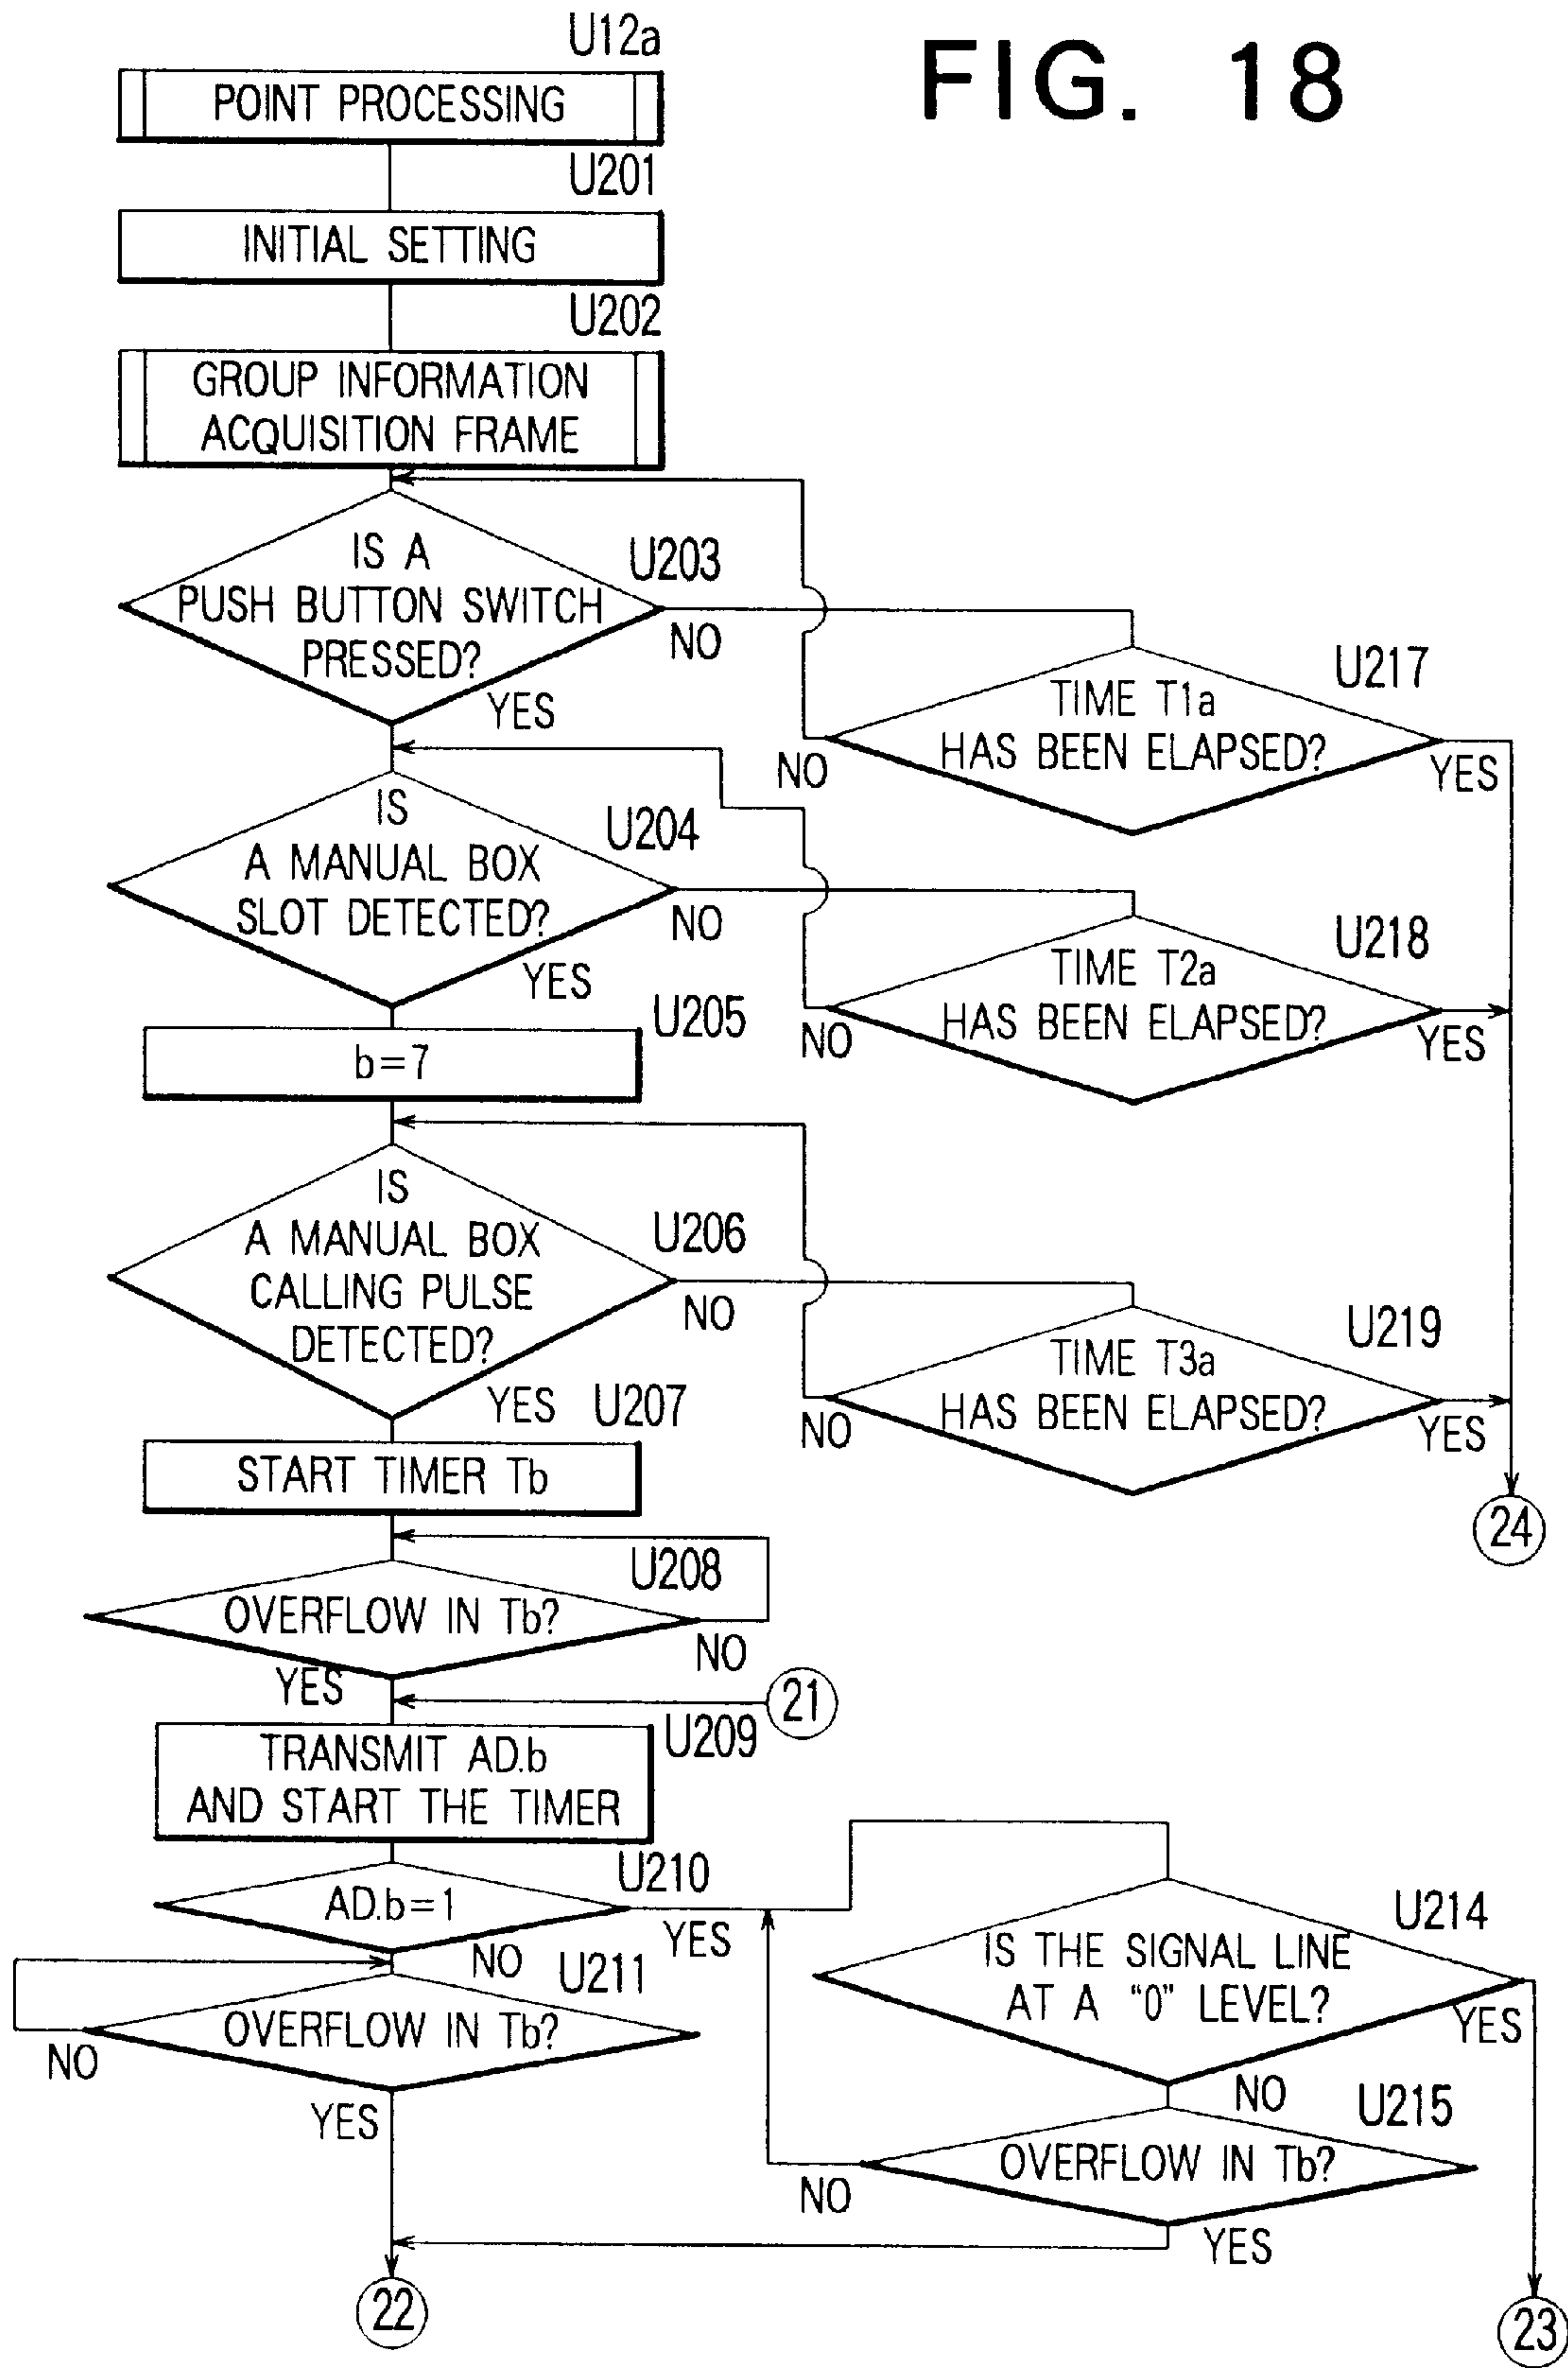 FIG. 18
U12a
POINT PROCESSING
U201
INITIAL SETTING
U202
GROUP INFORMATION
ACQUISITION FRAME
IS A
PUSH BUTTON SWITCH
PRESSED?
U203
NO
YES
U217
TIME T1a
HAS BEEN ELAPSED?
NO
YES
IS
A MANUAL BOX
SLOT DETECTED?
U204
NO
YES
U218
TIME T2a
HAS BEEN ELAPSED?
NO
YES
U205
b=7
IS
A MANUAL BOX
CALLING PULSE
DETECTED?
U206
NO
YES
U219
TIME T3a
HAS BEEN ELAPSED?
NO
YES
24
U207
START TIMER Tb
U208
OVERFLOW IN Tb?
NO
YES
21
U209
TRANSMIT AD.b
AND START THE TIMER
U210
AD.b=1
YES
NO
U211
OVERFLOW IN Tb?
NO
YES
U214
IS THE SIGNAL LINE
AT A "0" LEVEL?
YES
NO
U215
OVERFLOW IN Tb?
NO
YES
22
23